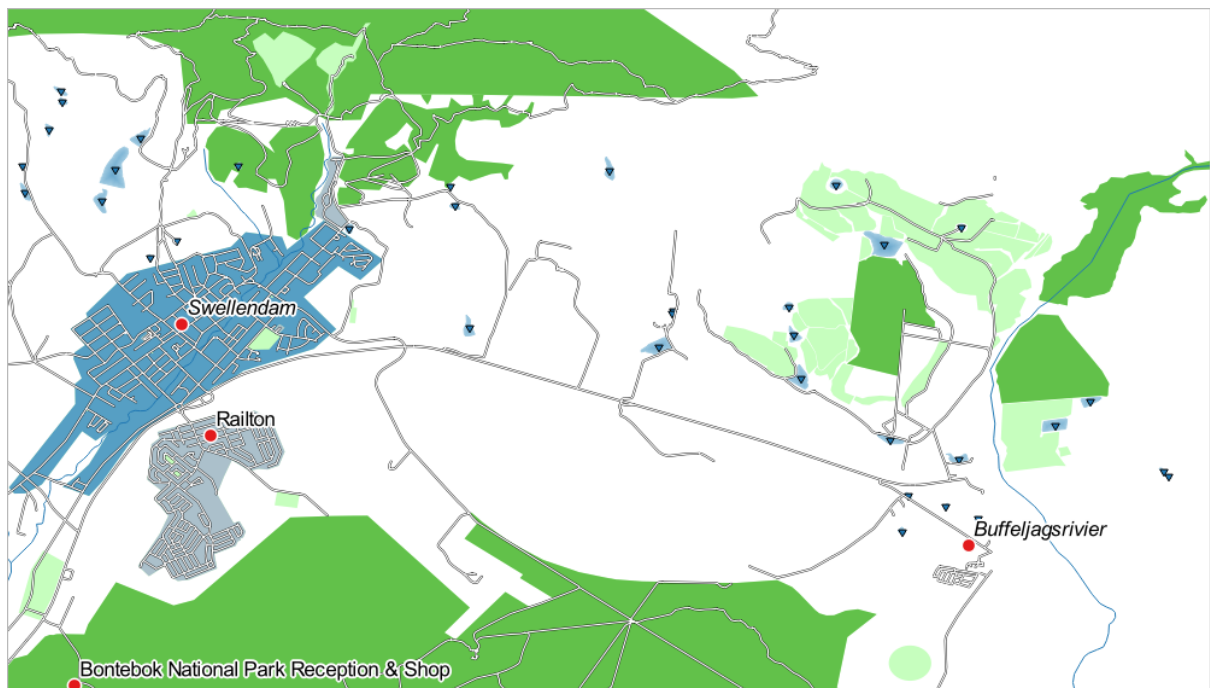 Swellendam
Railton
Buffeljagsrivier
Bontebok National Park Reception & Shop